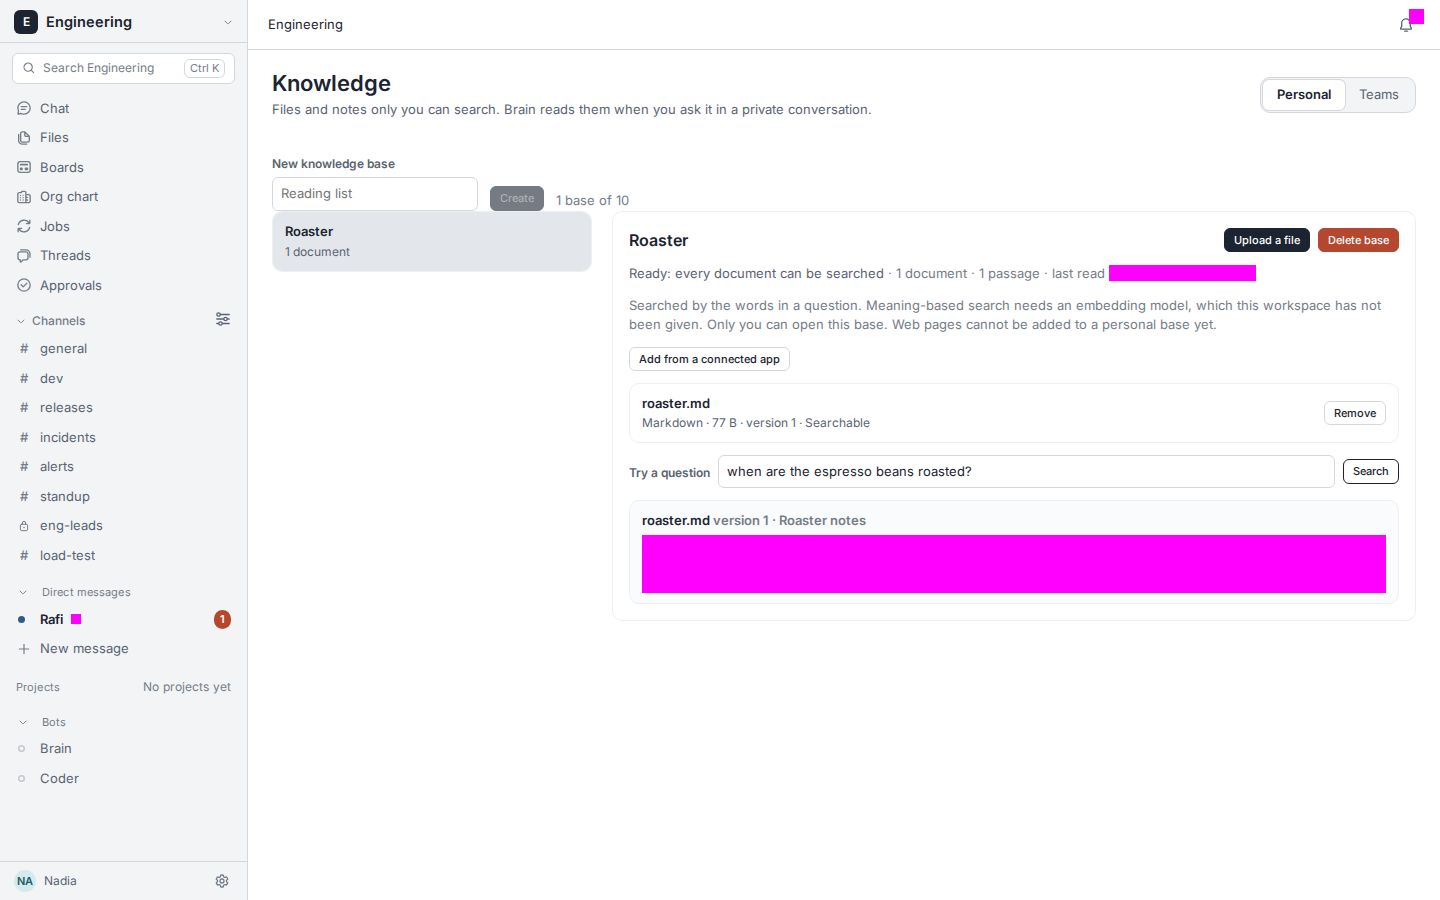 E Engineering
Search Engineering Ctrl K
Chat
Files
Boards
Org chart
Jobs
Threads
Approvals
Channels
# general
# dev
# releases
# incidents
# alerts
# standup
eng-leads
# load-test
Direct messages
Rafi 1
New message
Projects No projects yet
Bots
Brain
Coder
NA Nadia
Engineering
Knowledge
Files and notes only you can search. Brain reads them when you ask it in a private conversation.
Personal Teams
New knowledge base
Reading list Create 1 base of 10
Roaster
1 document
Roaster
Upload a file Delete base
Ready: every document can be searched · 1 document · 1 passage · last read
Searched by the words in a question. Meaning-based search needs an embedding model, which this workspace has not
been given. Only you can open this base. Web pages cannot be added to a personal base yet.
Add from a connected app
roaster.md
Markdown · 77 B · version 1 · Searchable
Remove
Try a question when are the espresso beans roasted? Search
roaster.md version 1 · Roaster notes